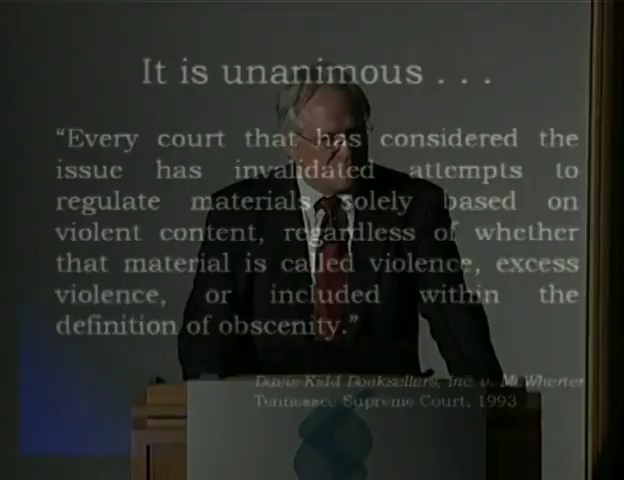 It is unanimous . . .
“Every court that has considered the
issue has invalidated attempts to
regulate materials solely based on
violent content, regardless of whether
that material is called violence, excess
violence, or included within the
definition of obscenity.”
Davis-Kidd Booksellers, Inc. v. McWherter
Tennessee Supreme Court, 1993